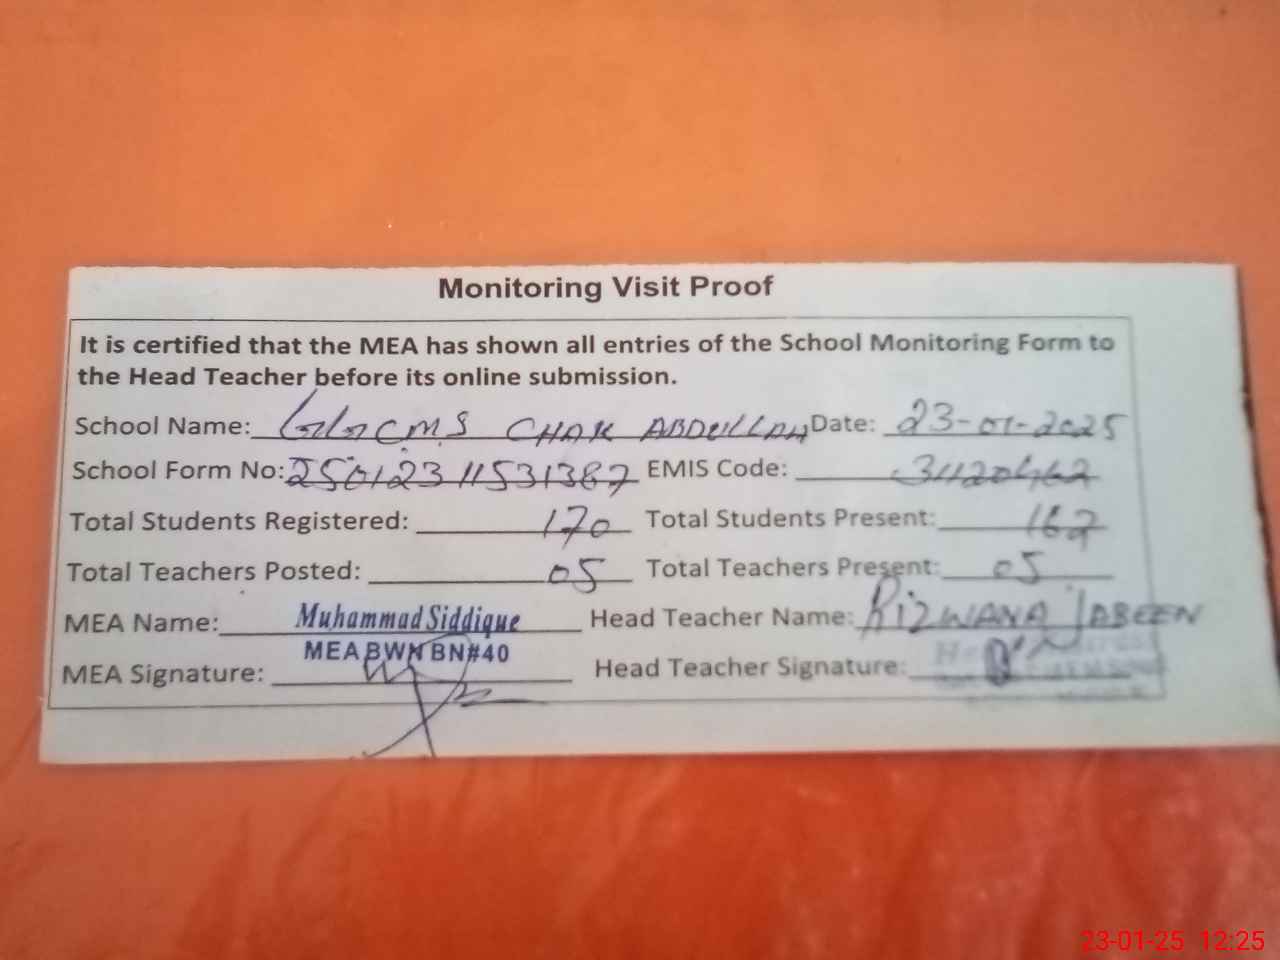 Monitoring Visit Proof
It is certified that the MEA has shown all entries of the School Monitoring Form to
the Head Teacher before its online submission.
School Name: GGCMS CHAK ABDULLAH Date: 23-01-2025
School Form No: 25012311531387 EMIS Code: 31120462
Total Students Registered: 170 Total Students Present: 167
Total Teachers Posted: 05 Total Teachers Present: 05
MEA Name: Muhammad Siddique Head Teacher Name: RIZWANA JABEEN
MEA BWN BN#40
MEA Signature: Head Teacher Signature:
23-01-25 12:25